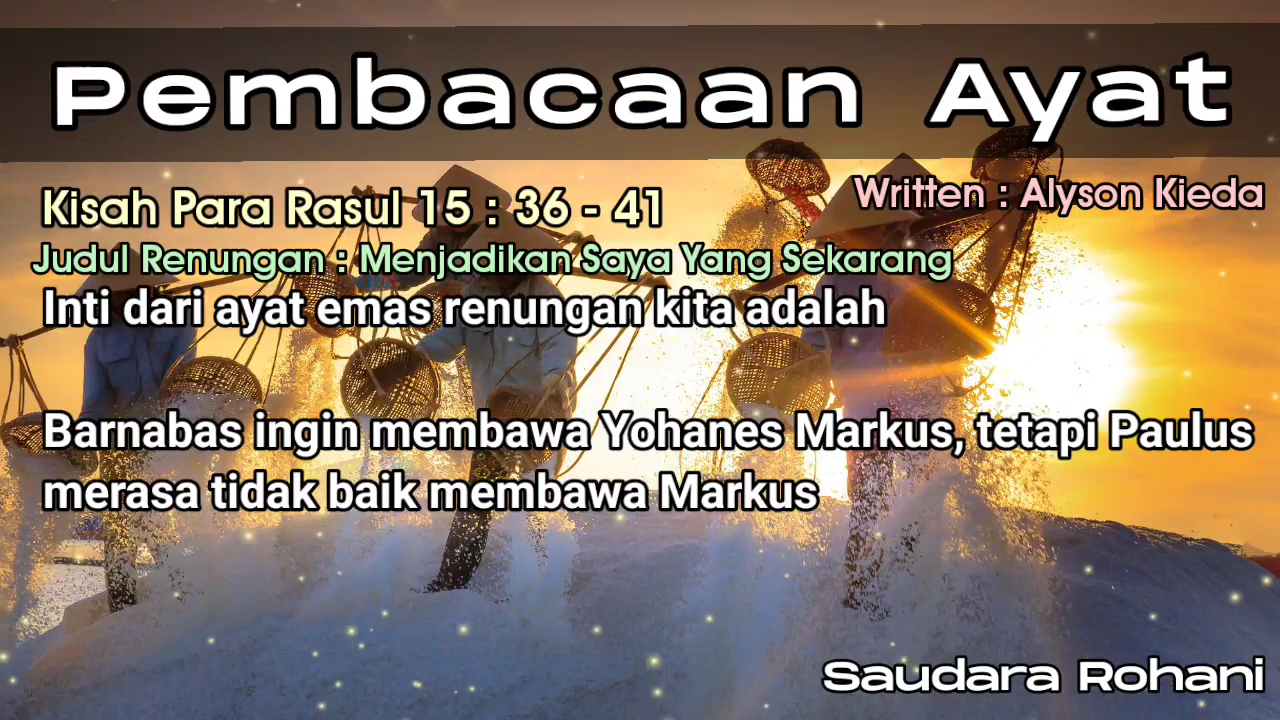 Pembacaan Ayat
Kisah Para Rasul 15 : 36 - 41
Written : Alyson Kieda
Judul Renungan : Menjadikan Saya Yang Sekarang
Inti dari ayat emas renungan kita adalah
Barnabas ingin membawa Yohanes Markus, tetapi Paulus
merasa tidak baik membawa Markus
Saudara Rohani